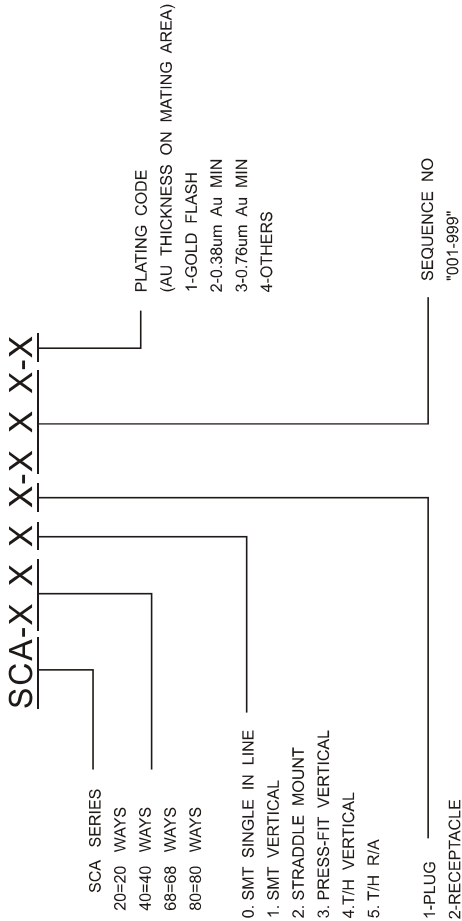 SCA-X X X X-X X X-X
SCA SERIES
20=20 WAYS
40=40 WAYS
68=68 WAYS
80=80 WAYS
0. SMT SINGLE IN LINE
1. SMT VERTICAL
2. STRADDLE MOUNT
3. PRESS-FIT VERTICAL
4.T/H VERTICAL
5. T/H R/A
1-PLUG
2-RECEPTACLE
PLATING CODE
(AU THICKNESS ON MATING AREA)
1-GOLD FLASH
2-0.38um Au MIN
3-0.76um Au MIN
4-OTHERS
SEQUENCE NO
"001-999"